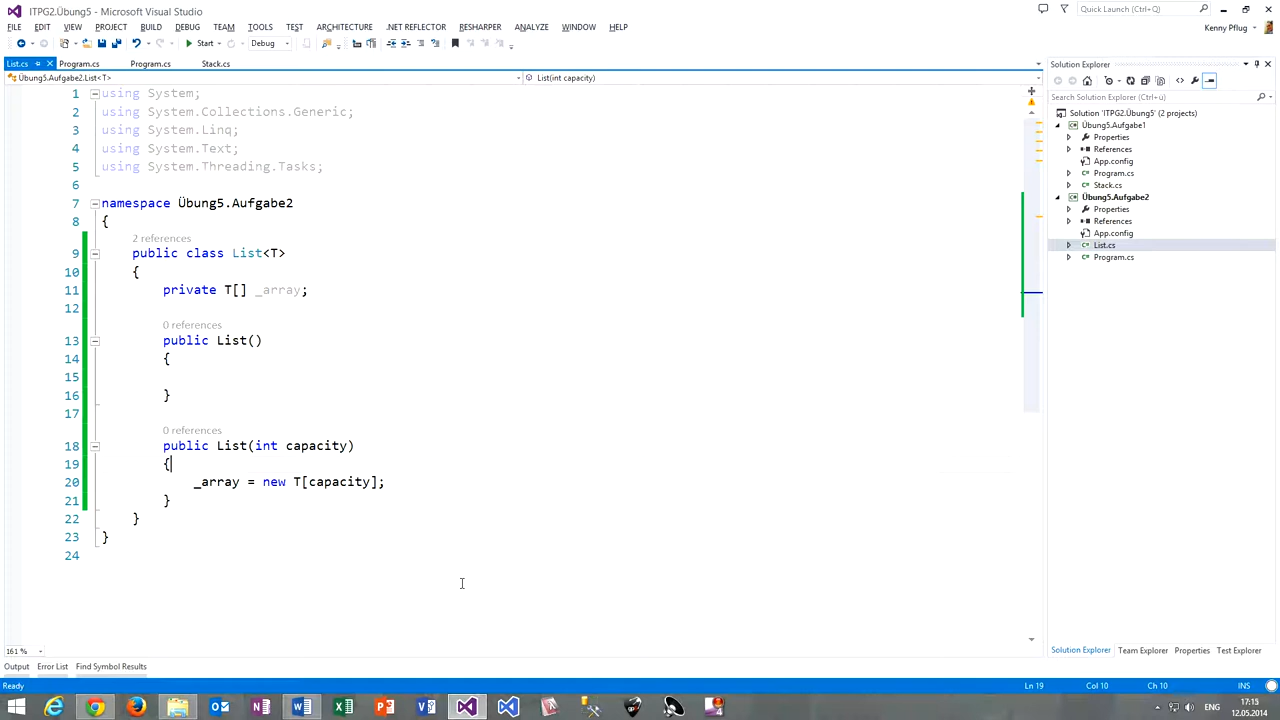 ITPG2.Übung5 - Microsoft Visual Studio
Quick Launch (Ctrl+Q)
FILE EDIT VIEW PROJECT BUILD DEBUG TEAM TOOLS TEST ARCHITECTURE .NET REFLECTOR RESHARPER ANALYZE WINDOW HELP
Kenny Pflug
Start Debug
List.cs Program.cs Program.cs Stack.cs
Übung5.Aufgabe2.List<T> List(int capacity)
1 using System;
2 using System.Collections.Generic;
3 using System.Linq;
4 using System.Text;
5 using System.Threading.Tasks;
6
7 namespace Übung5.Aufgabe2
8 {
2 references
9 public class List<T>
10 {
11 private T[] _array;
12
0 references
13 public List()
14 {
15
16 }
17
0 references
18 public List(int capacity)
19 {
20 _array = new T[capacity];
21 }
22 }
23 }
24
161 %
Output Error List Find Symbol Results
Solution Explorer
Search Solution Explorer (Ctrl+ü)
Solution 'ITPG2.Übung5' (2 projects)
Übung5.Aufgabe1
Properties
References
App.config
Program.cs
Stack.cs
Übung5.Aufgabe2
Properties
References
App.config
List.cs
Program.cs
Solution Explorer Team Explorer Properties Test Explorer
Ready Ln 19 Col 10 Ch 10 INS
DEU 17:15
12.05.2014